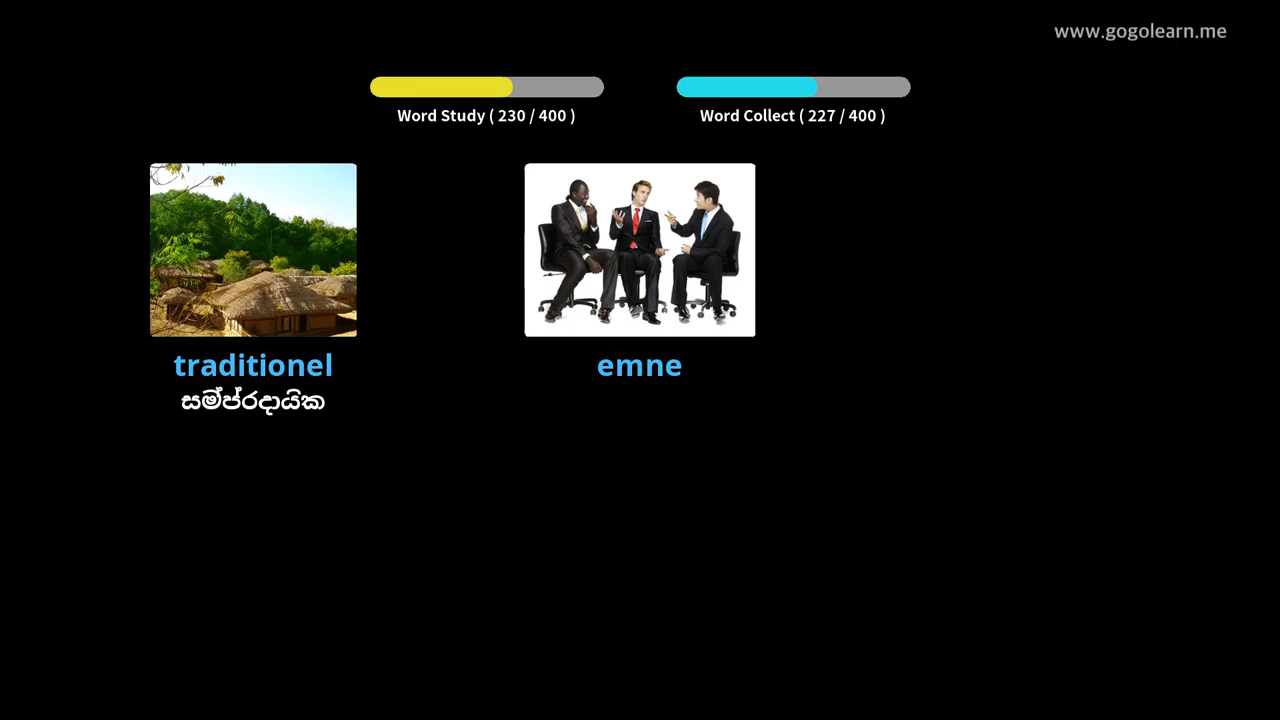 www.gogolearn.me
Word Study ( 230 / 400 )
Word Collect ( 227 / 400 )
traditionel
සම්ප්රදායික
emne